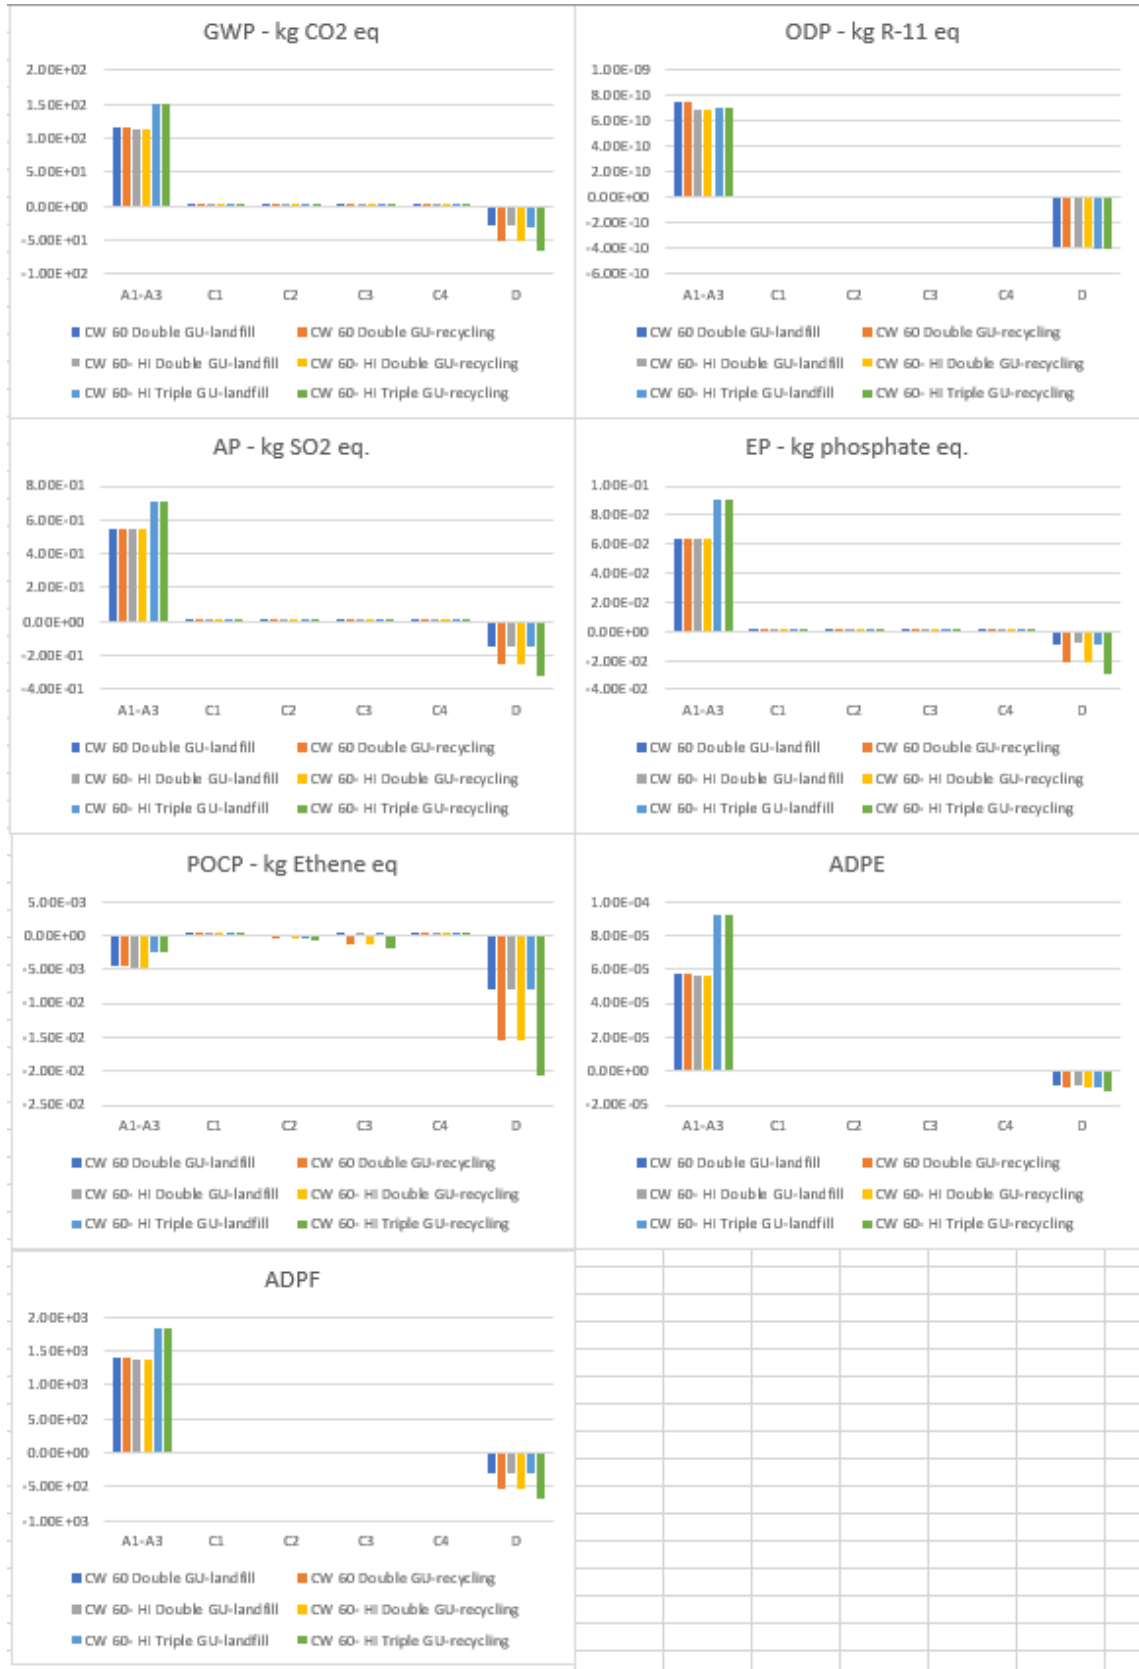 GWP - kg CO2 eq
2.00E+02
1.50E+02
1.00E+02
5.00E+01
0.00E+00
-5.00E+01
-1.00E+02
A1-A3 C1 C2 C3 C4 D
CW 60 Double GU-landfill CW 60 Double GU-recycling
CW 60- HI Double GU-landfill CW 60- HI Double GU-recycling
CW 60- HI Triple GU-landfill CW 60- HI Triple GU-recycling
ODP - kg R-11 eq
1.00E-09
8.00E-10
6.00E-10
4.00E-10
2.00E-10
0.00E+00
-2.00E-10
-4.00E-10
-6.00E-10
A1-A3 C1 C2 C3 C4 D
CW 60 Double GU-landfill CW 60 Double GU-recycling
CW 60- HI Double GU-landfill CW 60- HI Double GU-recycling
CW 60- HI Triple GU-landfill CW 60- HI Triple GU-recycling
AP - kg SO2 eq.
8.00E-01
6.00E-01
4.00E-01
2.00E-01
0.00E+00
-2.00E-01
-4.00E-01
A1-A3 C1 C2 C3 C4 D
CW 60 Double GU-landfill CW 60 Double GU-recycling
CW 60- HI Double GU-landfill CW 60- HI Double GU-recycling
CW 60- HI Triple GU-landfill CW 60- HI Triple GU-recycling
EP - kg phosphate eq.
1.00E-01
8.00E-02
6.00E-02
4.00E-02
2.00E-02
0.00E+00
-2.00E-02
-4.00E-02
A1-A3 C1 C2 C3 C4 D
CW 60 Double GU-landfill CW 60 Double GU-recycling
CW 60- HI Double GU-landfill CW 60- HI Double GU-recycling
CW 60- HI Triple GU-landfill CW 60- HI Triple GU-recycling
POCP - kg Ethene eq
5.00E-03
0.00E+00
-5.00E-03
-1.00E-02
-1.50E-02
-2.00E-02
-2.50E-02
A1-A3 C1 C2 C3 C4 D
CW 60 Double GU-landfill CW 60 Double GU-recycling
CW 60- HI Double GU-landfill CW 60- HI Double GU-recycling
CW 60- HI Triple GU-landfill CW 60- HI Triple GU-recycling
ADPE
1.00E-04
8.00E-05
6.00E-05
4.00E-05
2.00E-05
0.00E+00
-2.00E-05
A1-A3 C1 C2 C3 C4 D
CW 60 Double GU-landfill CW 60 Double GU-recycling
CW 60- HI Double GU-landfill CW 60- HI Double GU-recycling
CW 60- HI Triple GU-landfill CW 60- HI Triple GU-recycling
ADPF
2.00E+03
1.50E+03
1.00E+03
5.00E+02
0.00E+00
-5.00E+02
-1.00E+03
A1-A3 C1 C2 C3 C4 D
CW 60 Double GU-landfill CW 60 Double GU-recycling
CW 60- HI Double GU-landfill CW 60- HI Double GU-recycling
CW 60- HI Triple GU-landfill CW 60- HI Triple GU-recycling